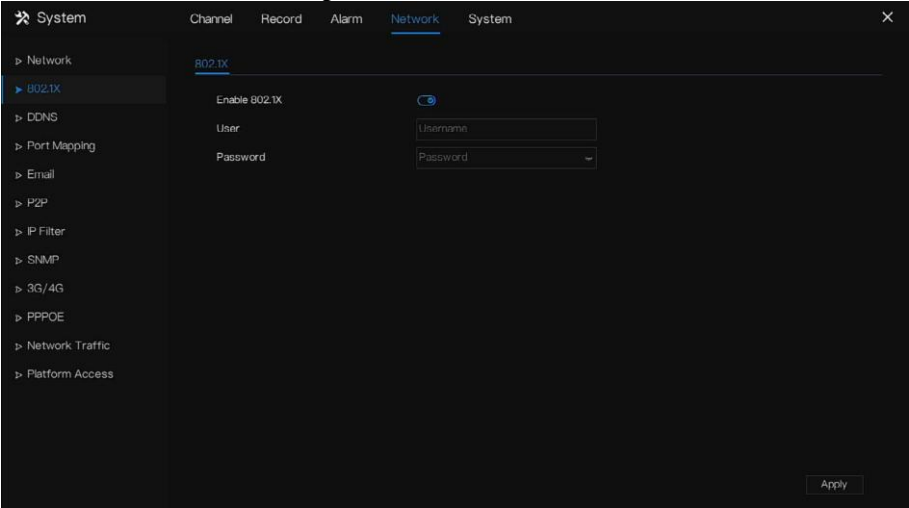 System Channel Record Alarm Network System
Network
802.1X
802.1X
Enable 802.1X
DDNS
User Username
Port Mapping
Password Password
Email
P2P
IP Filter
SNMP
3G/4G
PPPOE
Network Traffic
Platform Access
Apply